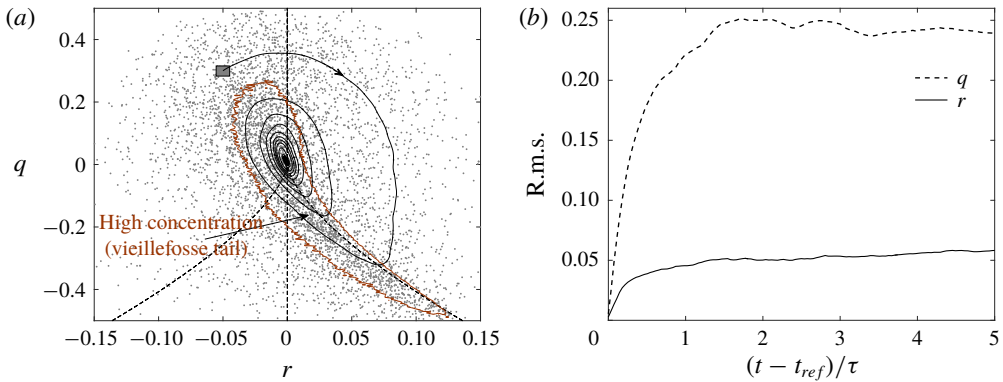 (a)
0.4
0.2
0
−0.2
−0.4
q
High concentration
(vieillefosse tail)
−0.15 −0.10 −0.05 0 0.05 0.10 0.15
r
(b)
0.25
0.20
0.15
0.10
0.05
R.m.s.
q
r
0 1 2 3 4 5
(t − t_ref)/τ